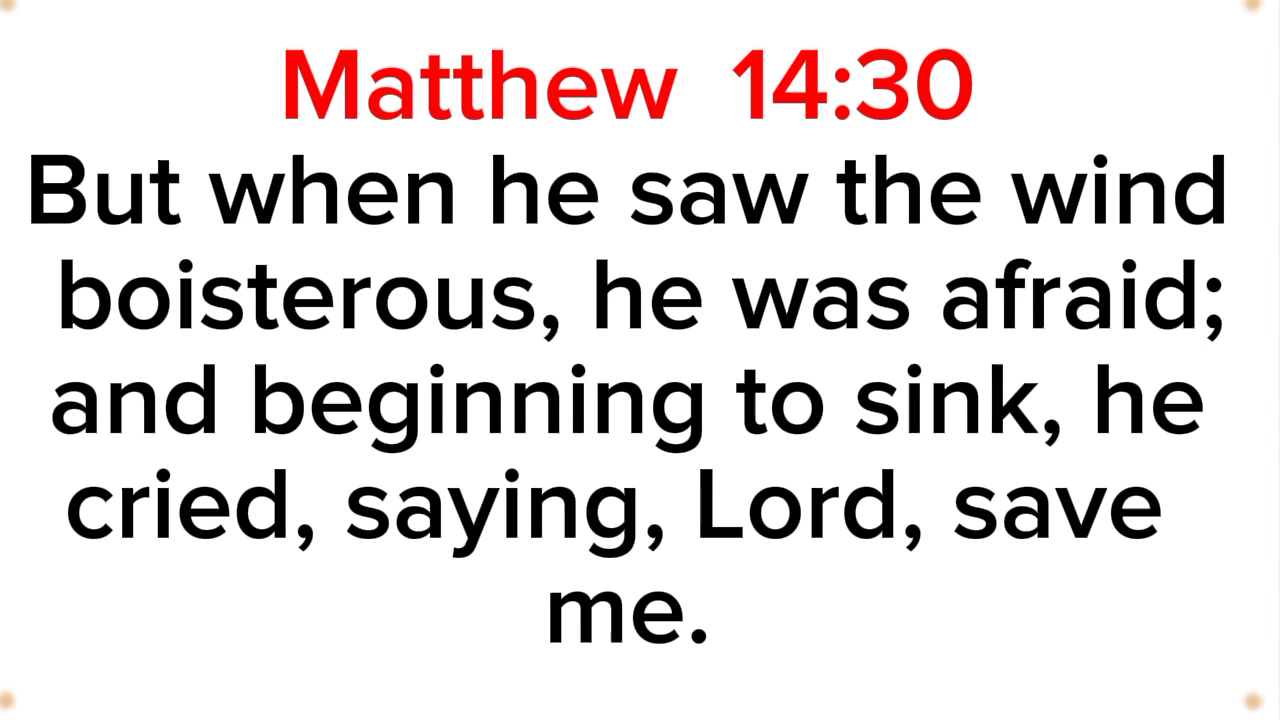 Matthew 14:30
But when he saw the wind
boisterous, he was afraid;
and beginning to sink, he
cried, saying, Lord, save
me.